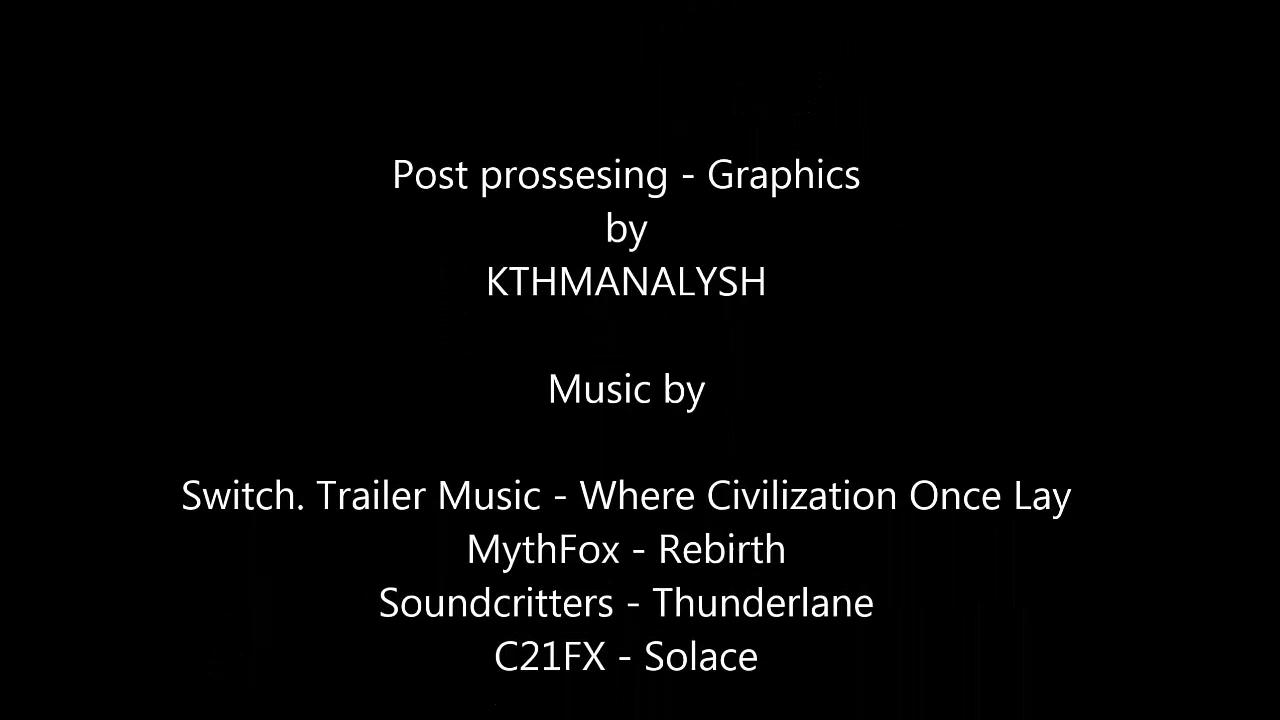 Post prossesing - Graphics
by
KTHMANALYSH
Music by
Switch. Trailer Music - Where Civilization Once Lay
MythFox - Rebirth
Soundcritters - Thunderlane
C21FX - Solace